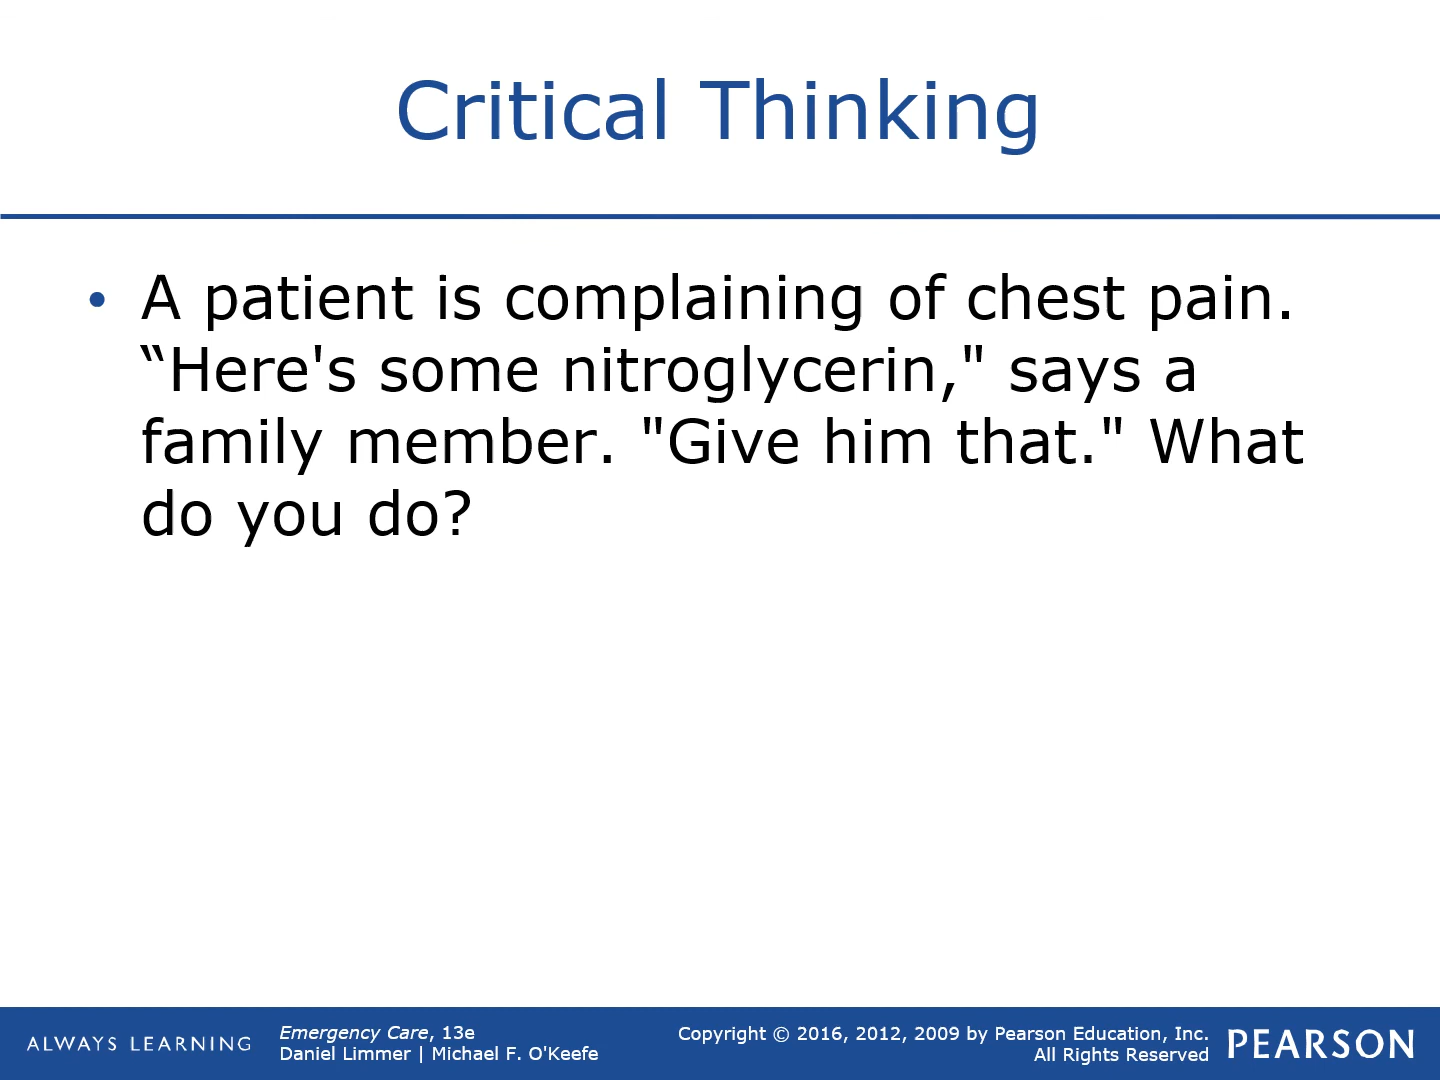 Critical Thinking
• A patient is complaining of chest pain.
“Here's some nitroglycerin," says a
family member. "Give him that." What
do you do?
ALWAYS LEARNING
Emergency Care, 13e
Daniel Limmer | Michael F. O'Keefe
Copyright © 2016, 2012, 2009 by Pearson Education, Inc.
All Rights Reserved
PEARSON